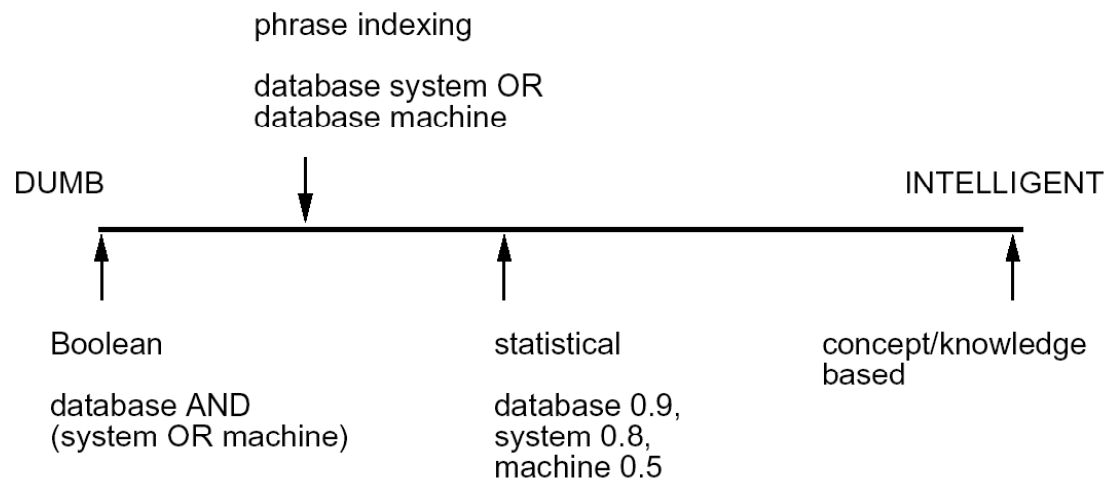 phrase indexing
database system OR
database machine
DUMB
INTELLIGENT
Boolean
database AND
(system OR machine)
statistical
database 0.9,
system 0.8,
machine 0.5
concept/knowledge
based